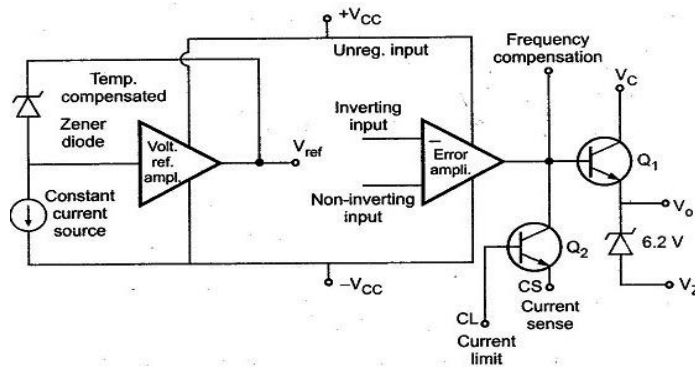 +VCC
Unreg. input
Frequency
compensation
VC
Temp.
compensated
Zener
diode
Volt.
ref.
ampl.
Vref
Inverting
input
−
Error
ampli.
Non-inverting
input
Q1
Vo
Constant
current
source
Q2
6.2 V
−VCC
CS
Current
sense
VZ
CL
Current
limit